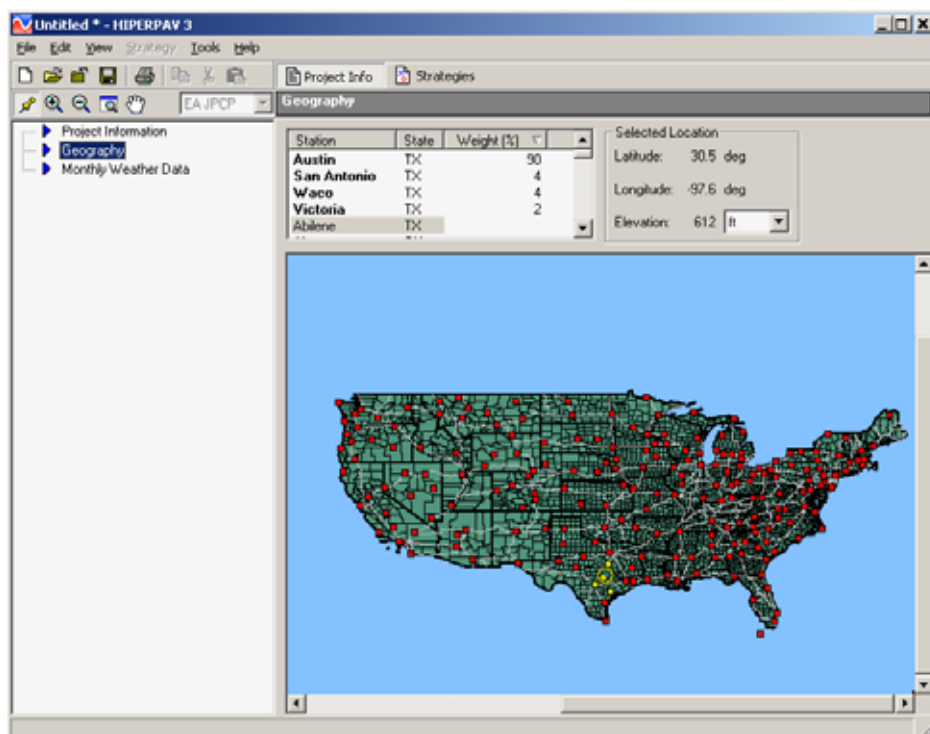 Untitled * - HIPERPAV 3
File Edit View Strategy Tools Help
Project Info Strategies
EA JPCP
Geography
Project Information
Geography
Monthly Weather Data
Station State Weight (%)
Austin TX 90
San Antonio TX 4
Waco TX 4
Victoria TX 2
Abilene TX
Selected Location
Latitude: 30.5 deg
Longitude: -97.6 deg
Elevation: 612 ft